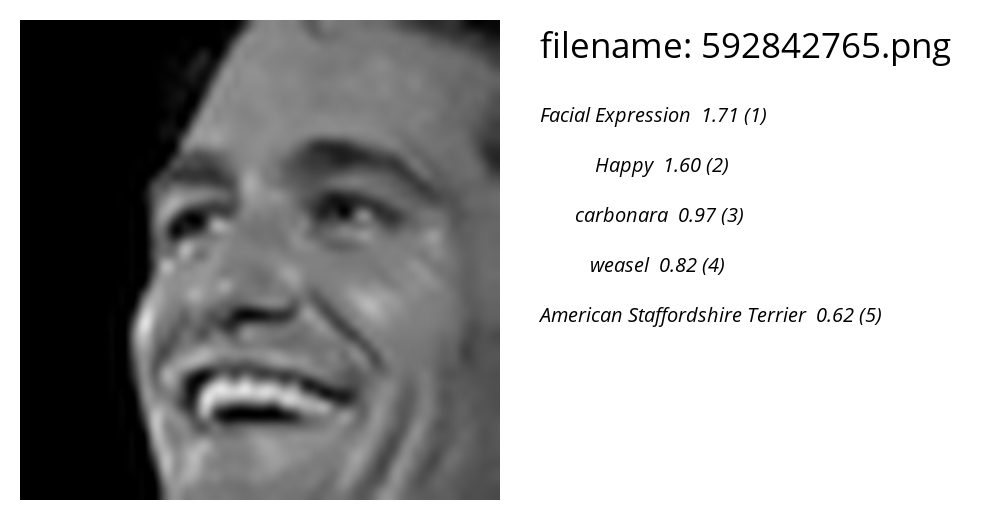 filename: 592842765.png
Facial Expression 1.71 (1)
Happy 1.60 (2)
carbonara 0.97 (3)
weasel 0.82 (4)
American Staffordshire Terrier 0.62 (5)